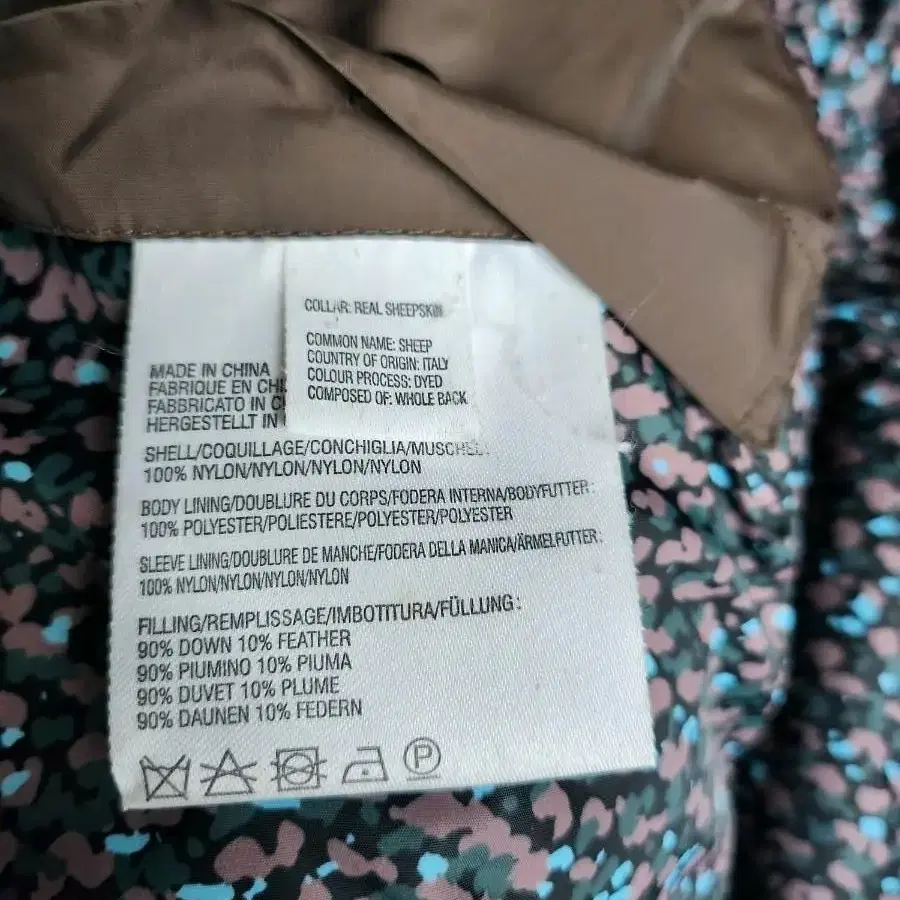 COLLAR: REAL SHEEPSKIN
COMMON NAME: SHEEP
COUNTRY OF ORIGIN: ITALY
COLOUR PROCESS: DYED
COMPOSED OF: WHOLE BACK
MADE IN CHINA
FABRIQUE EN CHI
FABBRICATO IN C
HERGESTELLT IN
SHELL/COQUILLAGE/CONCHIGLIA/MUSCHEL:
100% NYLON/NYLON/NYLON/NYLON
BODY LINING/DOUBLURE DU CORPS/FODERA INTERNA/BODYFUTTER:
100% POLYESTER/POLIESTERE/POLYESTER/POLYESTER
SLEEVE LINING/DOUBLURE DE MANCHE/FODERA DELLA MANICA/ÄRMELFUTTER:
100% NYLON/NYLON/NYLON/NYLON
FILLING/REMPLISSAGE/IMBOTITURA/FÜLLUNG:
90% DOWN 10% FEATHER
90% PIUMINO 10% PIUMA
90% DUVET 10% PLUME
90% DAUNEN 10% FEDERN
P